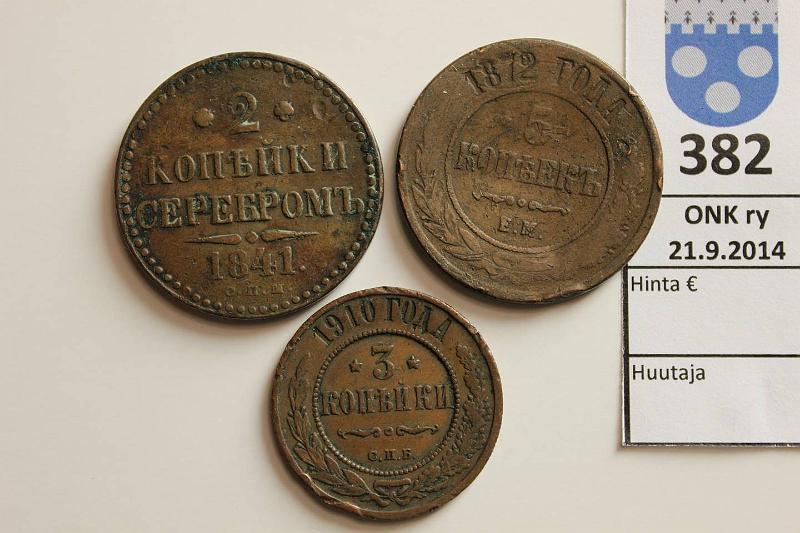 2
КОПѢЙКИ
СЕРЕБРОМЪ
1841.
С.П.М.
1872 ГОДА
5
КОПѢЕКЪ
Е.М.
1910 ГОДА
3
КОПѢЙКИ
С.П.Б.
382
ONK ry
21.9.2014
Hinta €
Huutaja